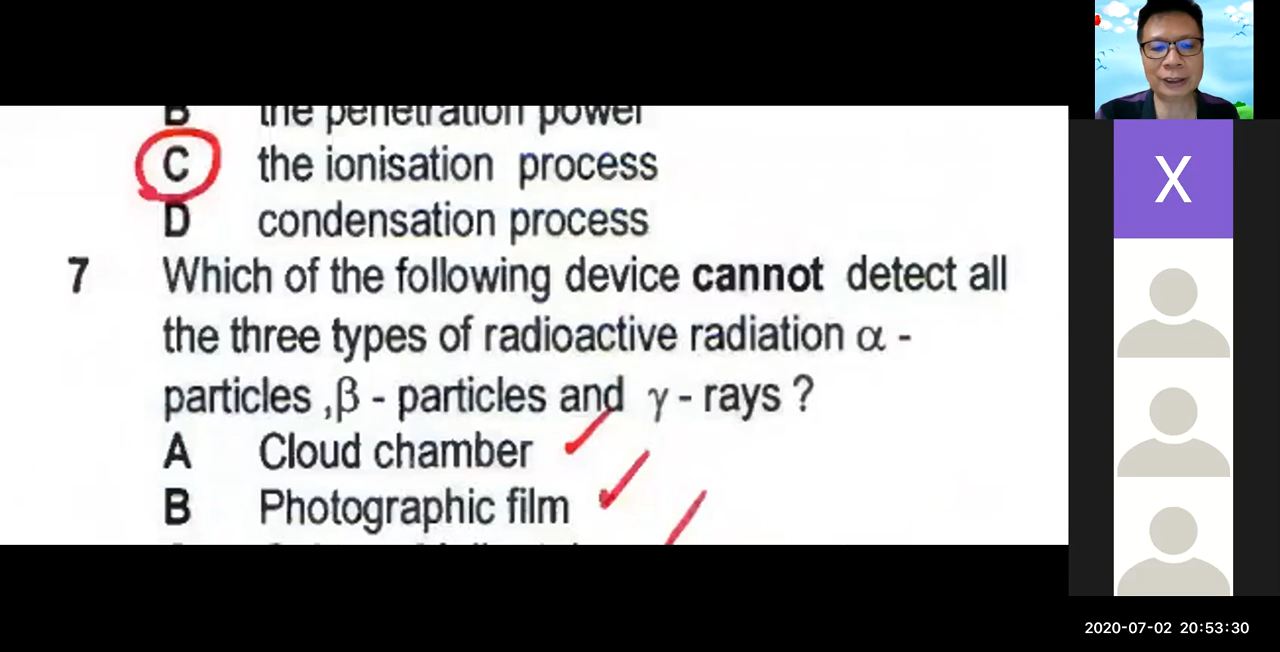 B the penetration power
C the ionisation process
D condensation process
7 Which of the following device cannot detect all
the three types of radioactive radiation α -
particles ,β - particles and γ - rays ?
A Cloud chamber
B Photographic film
X
2020-07-02 20:53:30